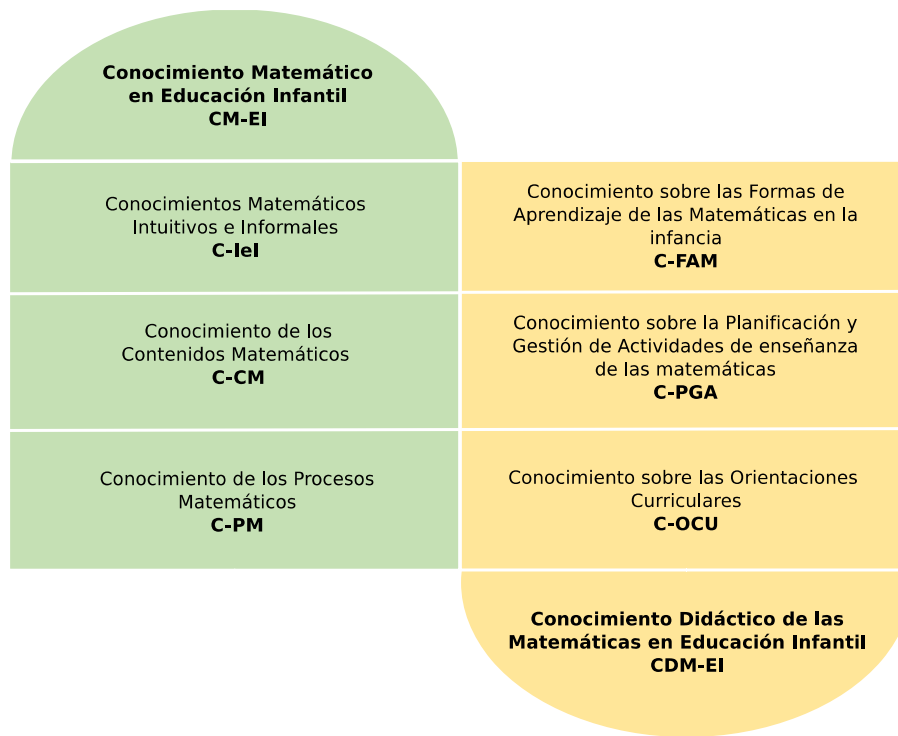 Conocimiento Matemático
en Educación Infantil
CM-EI
Conocimientos Matemáticos
Intuitivos e Informales
C-IeI
Conocimiento de los
Contenidos Matemáticos
C-CM
Conocimiento de los Procesos
Matemáticos
C-PM
Conocimiento sobre las Formas de
Aprendizaje de las Matemáticas en la
infancia
C-FAM
Conocimiento sobre la Planificación y
Gestión de Actividades de enseñanza
de las matemáticas
C-PGA
Conocimiento sobre las Orientaciones
Curriculares
C-OCU
Conocimiento Didáctico de las
Matemáticas en Educación Infantil
CDM-EI